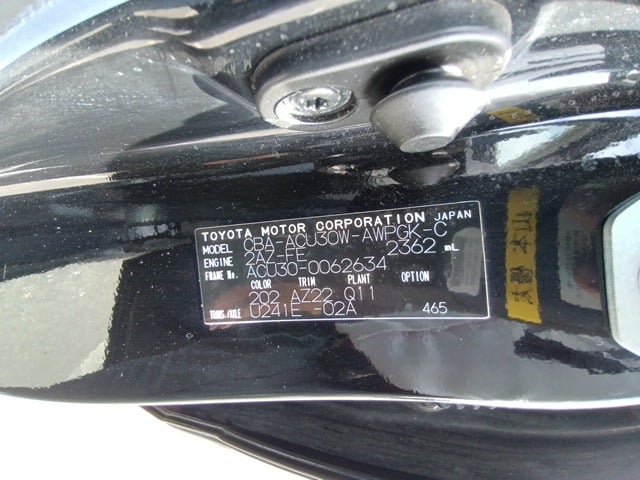 TOYOTA MOTOR CORPORATION JAPAN
MODEL CBA-ACU30W-AWPGK-C
ENGINE 2AZ-FE 2362 mL
FRAME No. ACU30-0062634
COLOR TRIM PLANT OPTION
202 AZ22 Q11
TRANS./AXLE U241E -02A 465